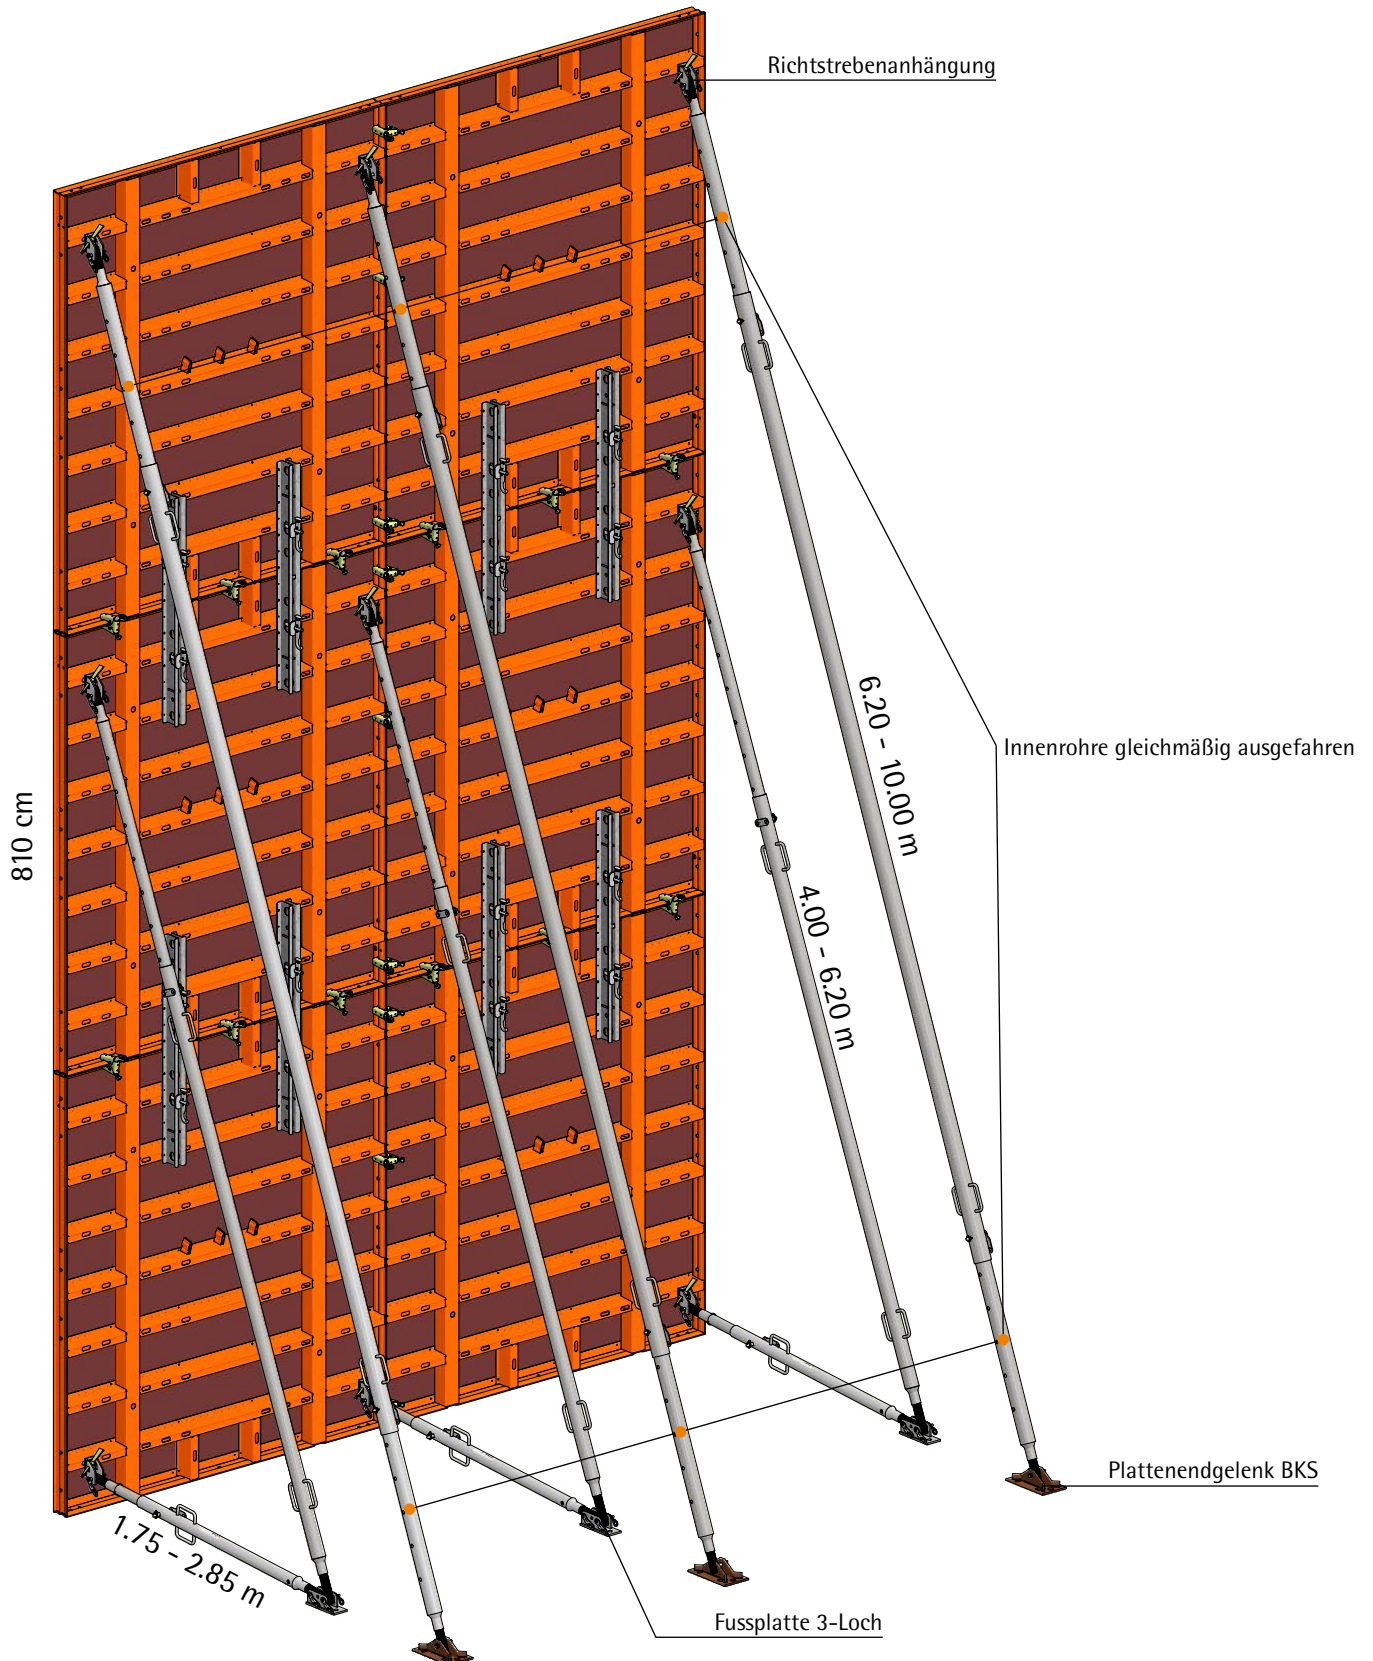 Richtstrebenanhängung
6.20 - 10.00 m
Innenrohre gleichmäßig ausgefahren
810 cm
4.00 - 6.20 m
Plattenendgelenk BKS
1.75 - 2.85 m
Fussplatte 3-Loch